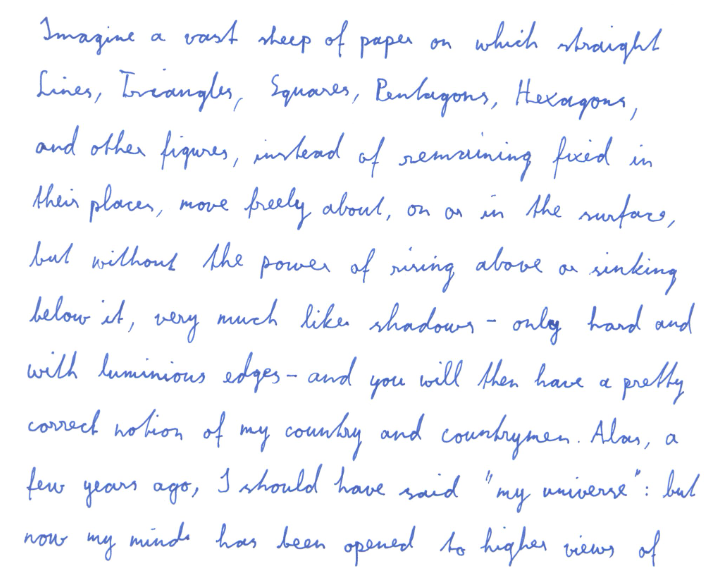 Imagine a vast sheep of paper on which straight
Lines, Triangles, Squares, Pentagons, Hexagons,
and other figures, instead of remaining fixed in
their places, move freely about, on or in the surface,
but without the power of rising above or sinking
below it, very much like shadows - only hard and
with luminious edges - and you will then have a pretty
correct notion of my country and countrymen. Alas, a
few years ago, I should have said "my universe": but
now my mind has been opened to higher views of